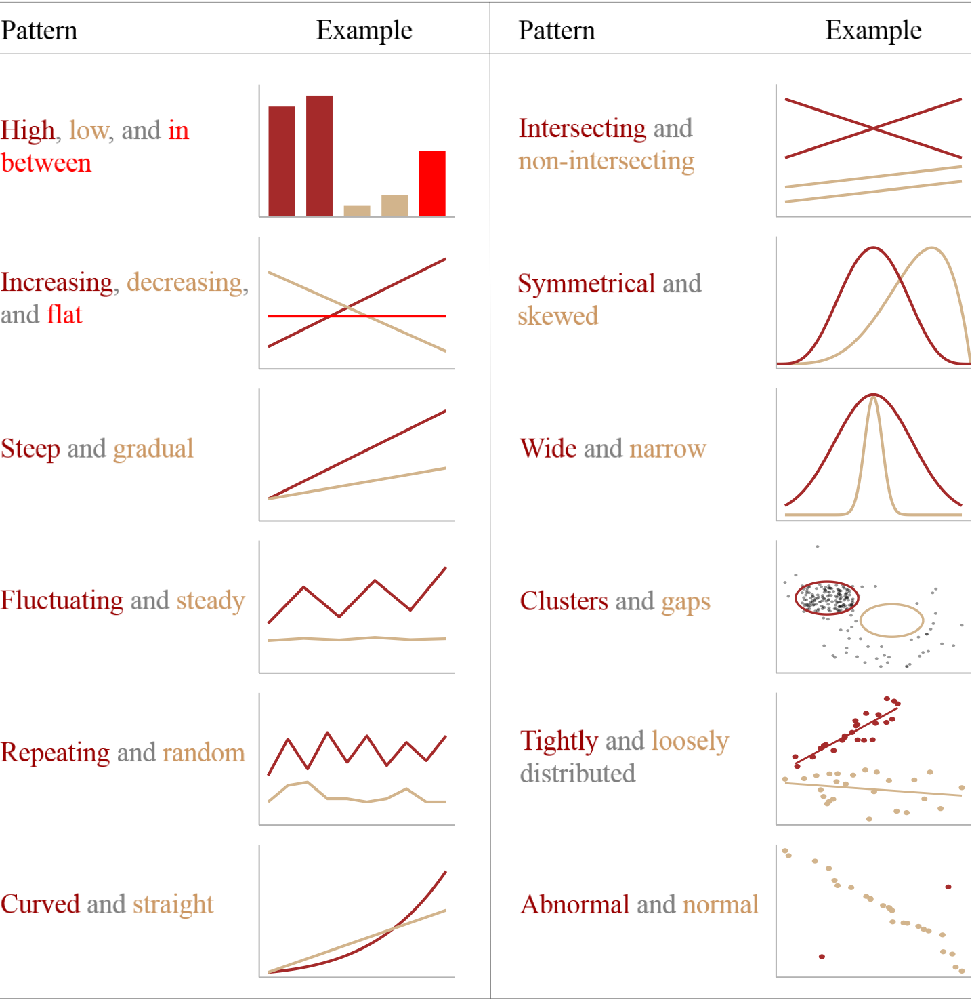 Pattern
Example
Pattern
Example
High, low, and in
between
Intersecting and
non-intersecting
Increasing, decreasing,
and flat
Symmetrical and
skewed
Steep and gradual
Wide and narrow
Fluctuating and steady
Clusters and gaps
Repeating and random
Tightly and loosely
distributed
Curved and straight
Abnormal and normal